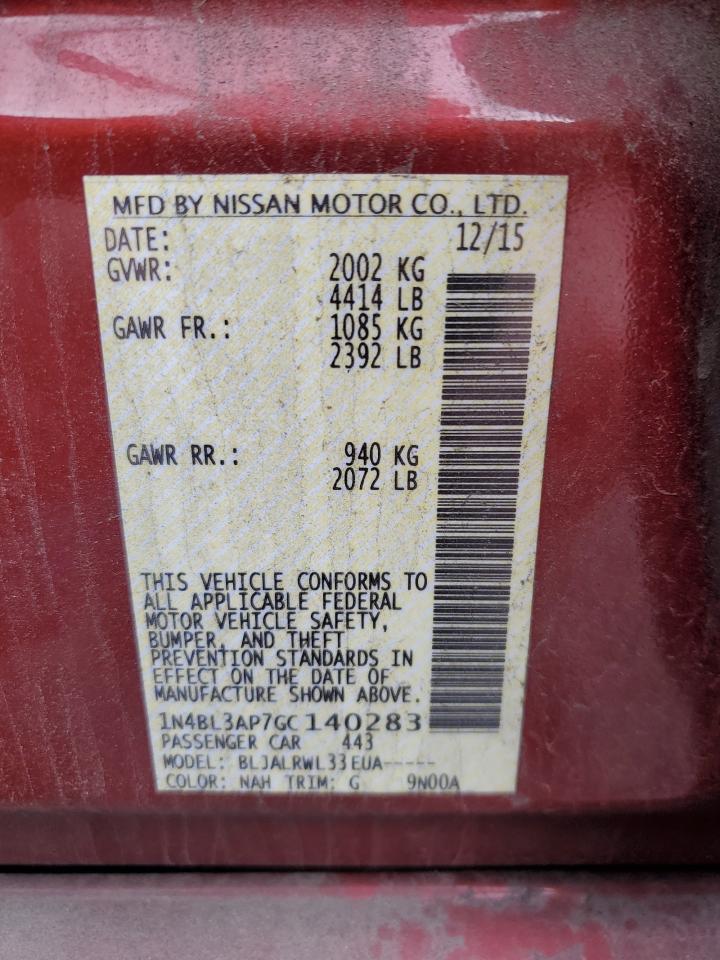 MFD BY NISSAN MOTOR CO., LTD.
DATE: 12/15
GVWR: 2002 KG
4414 LB
GAWR FR.: 1085 KG
2392 LB
GAWR RR.: 940 KG
2072 LB
THIS VEHICLE CONFORMS TO
ALL APPLICABLE FEDERAL
MOTOR VEHICLE SAFETY,
BUMPER, AND THEFT
PREVENTION STANDARDS IN
EFFECT ON THE DATE OF
MANUFACTURE SHOWN ABOVE.
1N4BL3AP7GC140283
PASSENGER CAR 443
MODEL: BLJALRWL33EUA-----
COLOR: NAH TRIM: G 9N00A